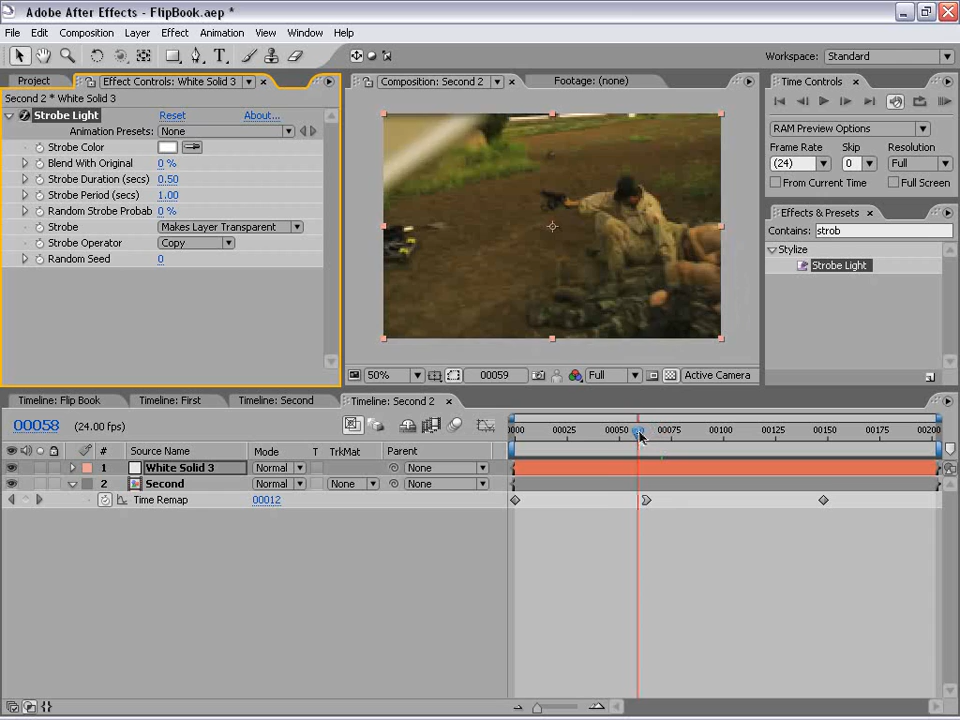 Adobe After Effects - FlipBook.aep *
File Edit Composition Layer Effect Animation View Window Help
Workspace: Standard
Project Effect Controls: White Solid 3 Composition: Second 2 Footage: (none) Time Controls
Second 2 * White Solid 3
Strobe Light Reset About...
Animation Presets: None
Strobe Color
Blend With Original 0 %
Strobe Duration (secs) 0.50
Strobe Period (secs) 1.00
Random Strobe Probab 0 %
Strobe Makes Layer Transparent
Strobe Operator Copy
Random Seed 0
RAM Preview Options
Frame Rate Skip Resolution
(24) 0 Full
From Current Time Full Screen
Effects & Presets
Contains: strob
Stylize
Strobe Light
50% 00059 Full Active Camera
Timeline: Flip Book Timeline: First Timeline: Second Timeline: Second 2
00058 (24.00 fps)
0000 00025 00050 00075 00100 00125 00150 00175 00200
# Source Name Mode T TrkMat Parent
1 White Solid 3 Normal None
2 Second Normal None None
Time Remap 00012